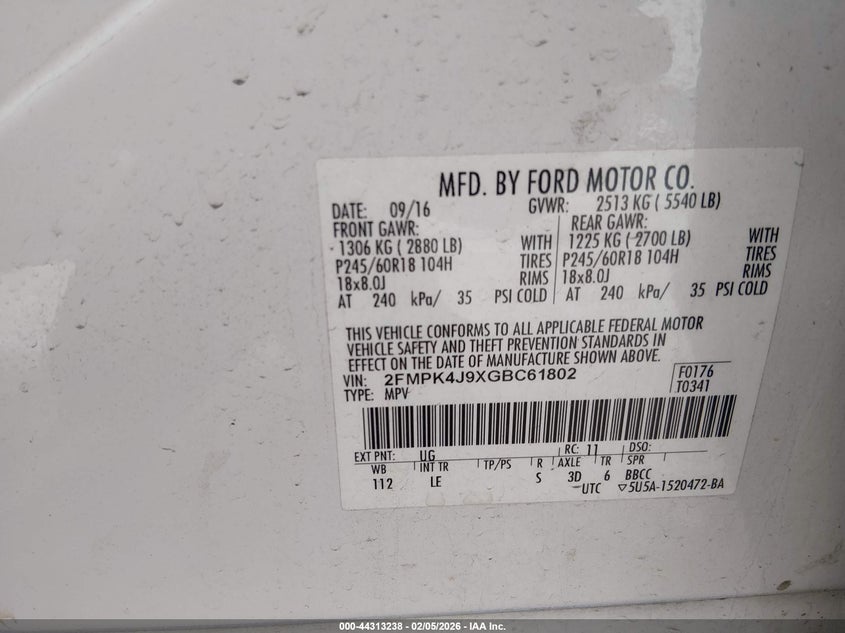 MFD. BY FORD MOTOR CO.
DATE: 09/16 GVWR: 2513 KG ( 5540 LB)
FRONT GAWR: REAR GAWR:
1306 KG ( 2880 LB) WITH 1225 KG ( 2700 LB) WITH
P245/60R18 104H TIRES P245/60R18 104H TIRES
18x8.0J RIMS 18x8.0J RIMS
AT 240 kPa/ 35 PSI COLD AT 240 kPa/ 35 PSI COLD
THIS VEHICLE CONFORMS TO ALL APPLICABLE FEDERAL MOTOR
VEHICLE SAFETY AND THEFT PREVENTION STANDARDS IN
EFFECT ON THE DATE OF MANUFACTURE SHOWN ABOVE.
VIN: 2FMPK4J9XGBC61802 F0176
TYPE: MPV T0341
EXT PNT: UG RC: 11 DSO:
WB INT TR TP/PS R AXLE TR SPR
112 LE S 3D 6 BBCC
UTC ▽5U5A-1520472-BA
000-44313238 - 02/05/2026 - IAA Inc.